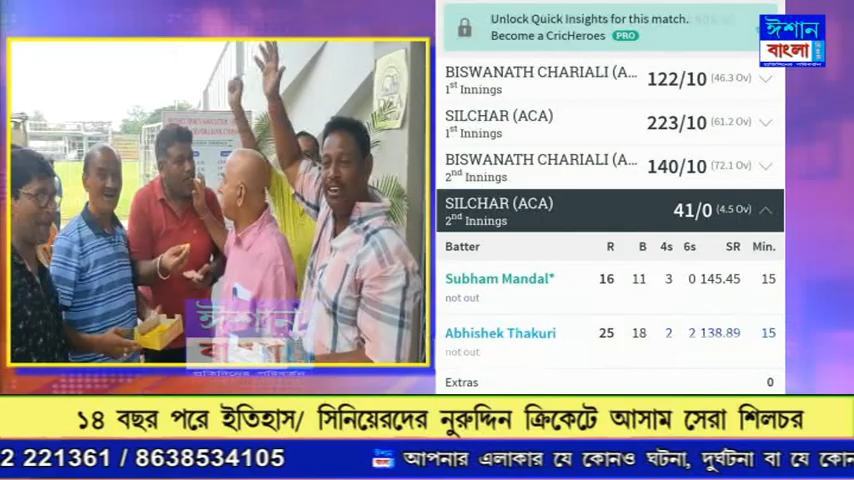 Unlock Quick Insights for this match.
Become a CricHeroes PRO
ঈশান
বাংলা
BISWANATH CHARIALI (A... 122/10 (46.3 Ov)
1st Innings
SILCHAR (ACA) 223/10 (61.2 Ov)
1st Innings
BISWANATH CHARIALI (A... 140/10 (72.1 Ov)
2nd Innings
SILCHAR (ACA) 41/0 (4.5 Ov)
2nd Innings
Batter R B 4s 6s SR Min.
Subham Mandal* 16 11 3 0 145.45 15
not out
Abhishek Thakuri 25 18 2 2 138.89 15
not out
Extras 0
ঈশান
১৪ বছর পরে ইতিহাস/ সিনিয়েরদের নুরুদ্দিন ক্রিকেটে আসাম সেরা শিলচর
2 221361 / 8638534105 আপনার এলাকার যে কোনও ঘটনা, দুর্ঘটনা বা যে কোন